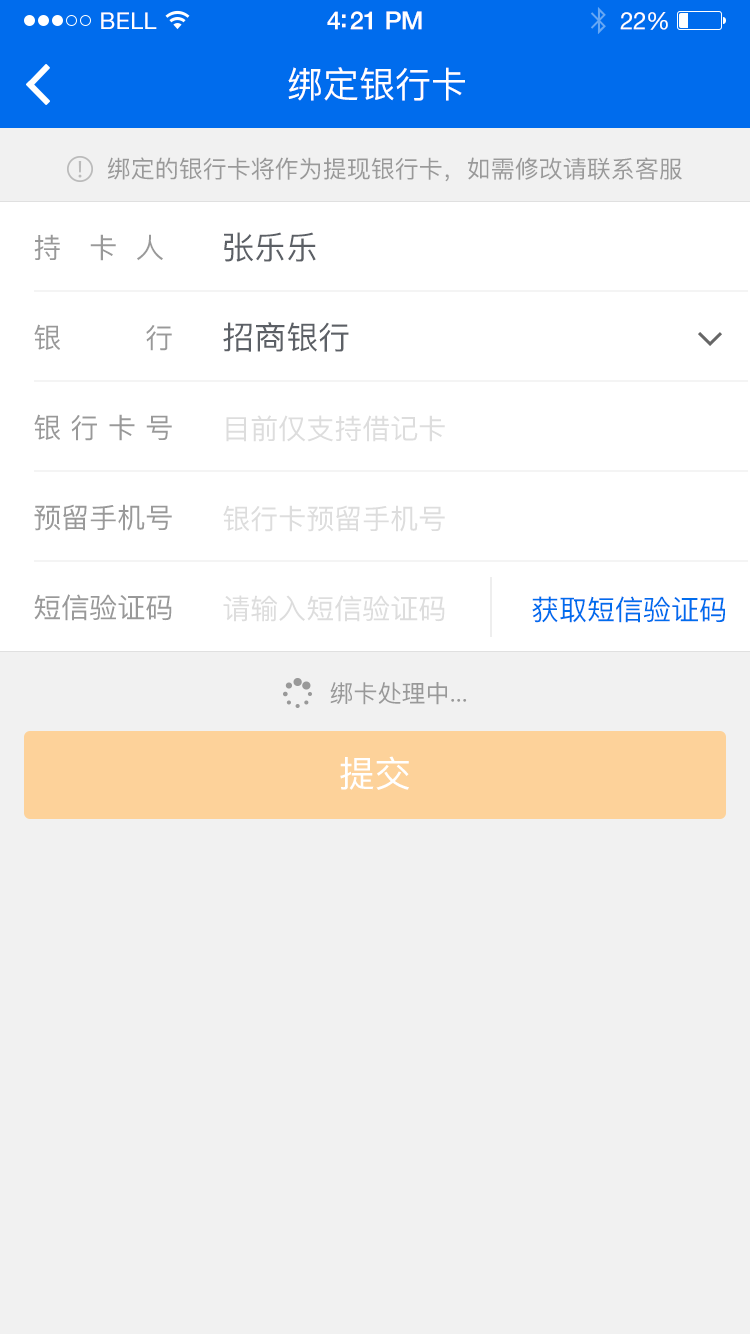 BELL 4:21 PM 22%
绑定银行卡
绑定的银行卡将作为提现银行卡，如需修改请联系客服
持卡人 张乐乐
银行 招商银行
银行卡号 目前仅支持借记卡
预留手机号 银行卡预留手机号
短信验证码 请输入短信验证码 获取短信验证码
绑卡处理中...
提交